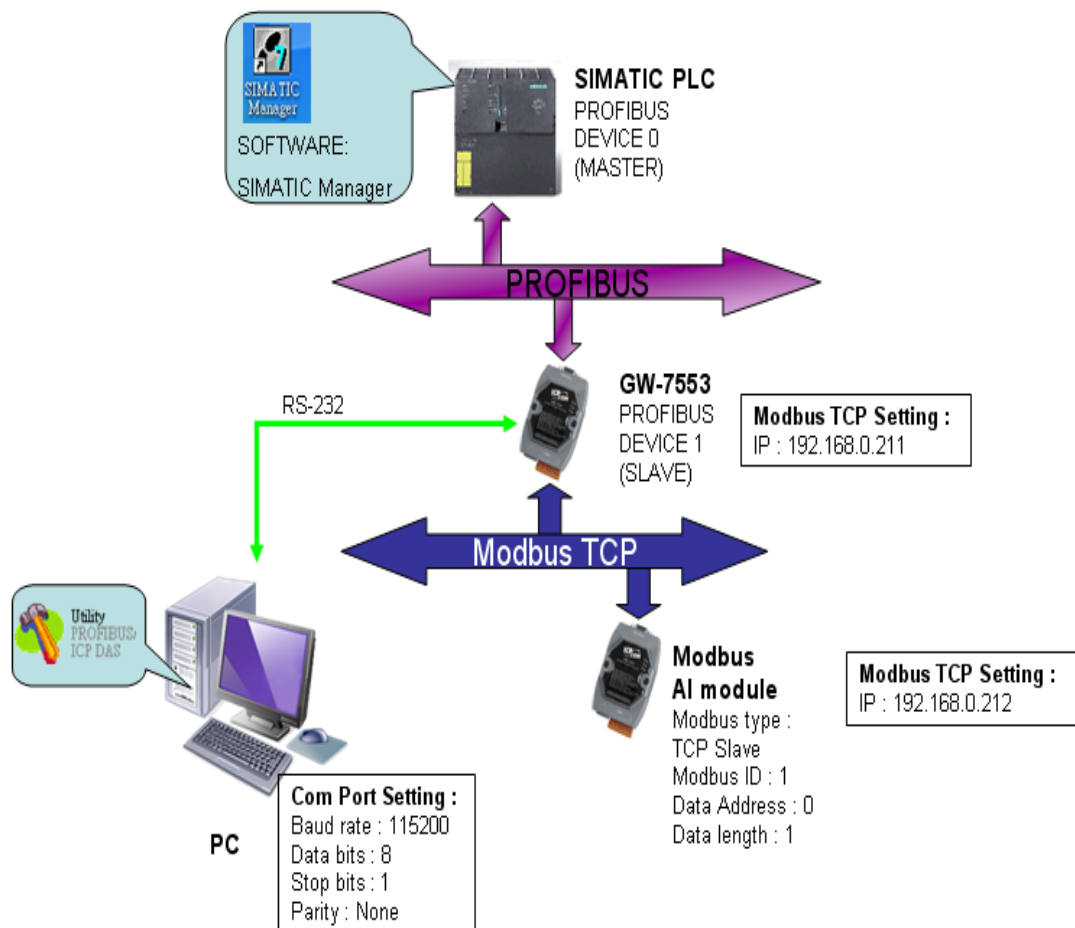 SIMATIC
Manager
SOFTWARE:
SIMATIC Manager
SIEMENS
SIMATIC PLC
PROFIBUS
DEVICE 0
(MASTER)
PROFIBUS
RS-232
GW-7553
PROFIBUS
DEVICE 1
(SLAVE)
Modbus TCP Setting :
IP : 192.168.0.211
Modbus TCP
Utility
PROFIBUS/
ICP DAS
Modbus
AI module
Modbus type :
TCP Slave
Modbus ID : 1
Data Address : 0
Data length : 1
Modbus TCP Setting :
IP : 192.168.0.212
PC
Com Port Setting :
Baud rate : 115200
Data bits : 8
Stop bits : 1
Parity : None